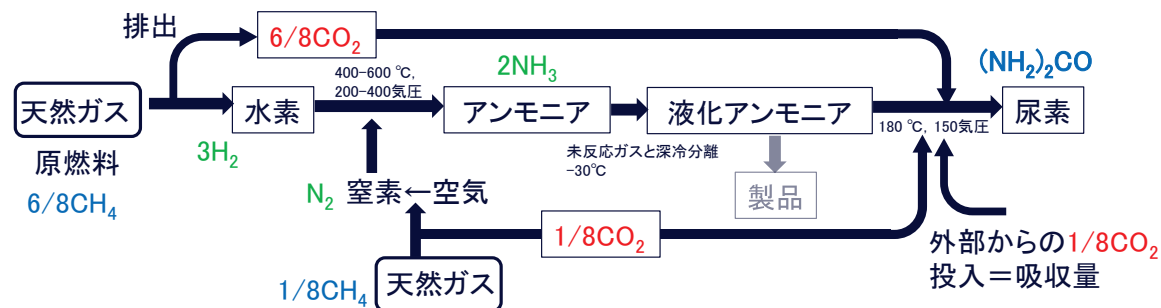 排出
6/8CO₂
400-600 ℃,
200-400気圧
2NH₃
(NH₂)₂CO
天然ガス
水素
アンモニア
液化アンモニア
尿素
180 ℃, 150気圧
原燃料
6/8CH₄
3H₂
未反応ガスと深冷分離
-30℃
N₂ 窒素←空気
製品
1/8CO₂
1/8CH₄
天然ガス
外部からの1/8CO₂
投入＝吸収量